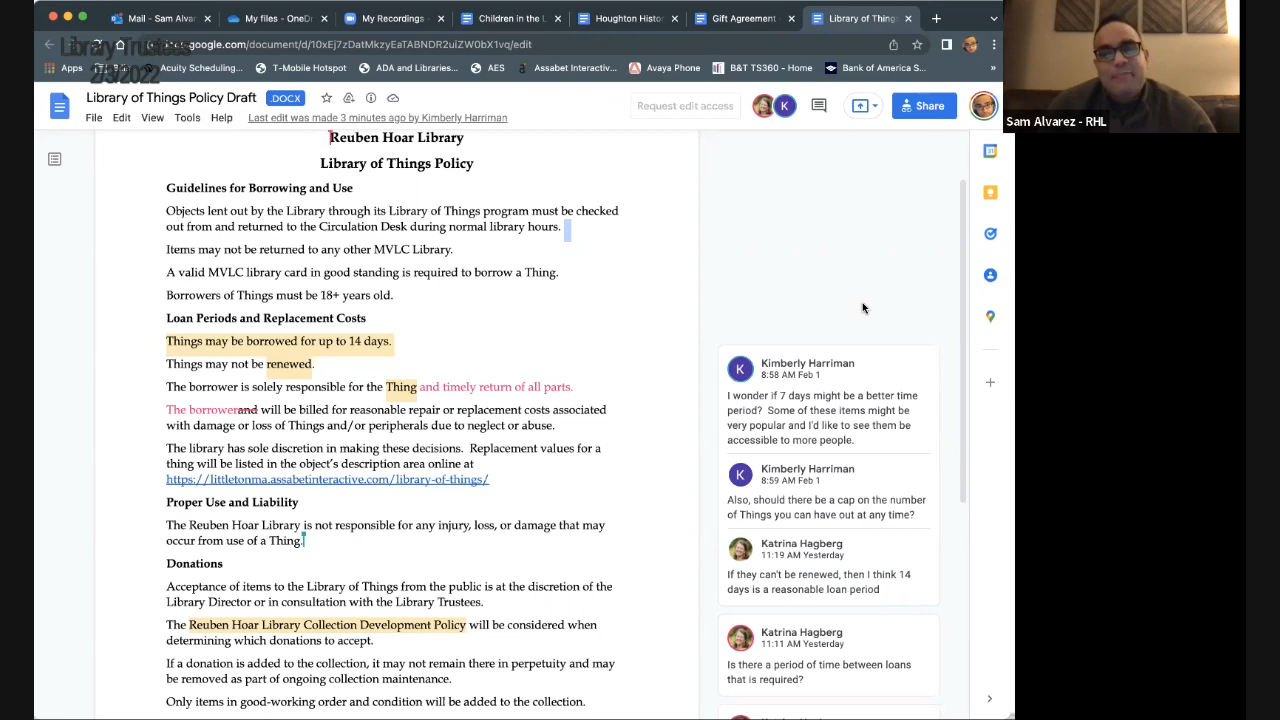 Mail - Sam Alvar
My files - OneDr
My Recordings -
Children in the L
Houghton Histor
Gift Agreement -
Library of Things
.google.com/document/d/10xEj7zDatMkzyEaTABNDR2uiZW0bX1vq/edit
Library Trustees
2/3/2022
Apps
Acuity Scheduling...
T-Mobile Hotspot
ADA and Libraries...
AES
Assabet Interactiv...
Avaya Phone
B&T TS360 - Home
Bank of America S...
»
Library of Things Policy Draft
.DOCX
File Edit View Tools Help Last edit was made 3 minutes ago by Kimberly Harriman
Request edit access
K
Share
Sam Alvarez - RHL
Reuben Hoar Library
Library of Things Policy
Guidelines for Borrowing and Use
Objects lent out by the Library through its Library of Things program must be checked
out from and returned to the Circulation Desk during normal library hours.
Items may not be returned to any other MVLC Library.
A valid MVLC library card in good standing is required to borrow a Thing.
Borrowers of Things must be 18+ years old.
Loan Periods and Replacement Costs
Things may be borrowed for up to 14 days.
Things may not be renewed.
The borrower is solely responsible for the Thing and timely return of all parts.
The borrowerand will be billed for reasonable repair or replacement costs associated
with damage or loss of Things and/or peripherals due to neglect or abuse.
The library has sole discretion in making these decisions. Replacement values for a
thing will be listed in the object's description area online at
https://littletonma.assabetinteractive.com/library-of-things/
Proper Use and Liability
The Reuben Hoar Library is not responsible for any injury, loss, or damage that may
occur from use of a Thing.
Donations
Acceptance of items to the Library of Things from the public is at the discretion of the
Library Director or in consultation with the Library Trustees.
The Reuben Hoar Library Collection Development Policy will be considered when
determining which donations to accept.
If a donation is added to the collection, it may not remain there in perpetuity and may
be removed as part of ongoing collection maintenance.
Only items in good-working order and condition will be added to the collection.
K
Kimberly Harriman
8:58 AM Feb 1
I wonder if 7 days might be a better time
period? Some of these items might be
very popular and I'd like to see them be
accessible to more people.
K
Kimberly Harriman
8:59 AM Feb 1
Also, should there be a cap on the number
of Things you can have out at any time?
Katrina Hagberg
11:19 AM Yesterday
If they can't be renewed, then I think 14
days is a reasonable loan period
Katrina Hagberg
11:11 AM Yesterday
Is there a period of time between loans
that is required?